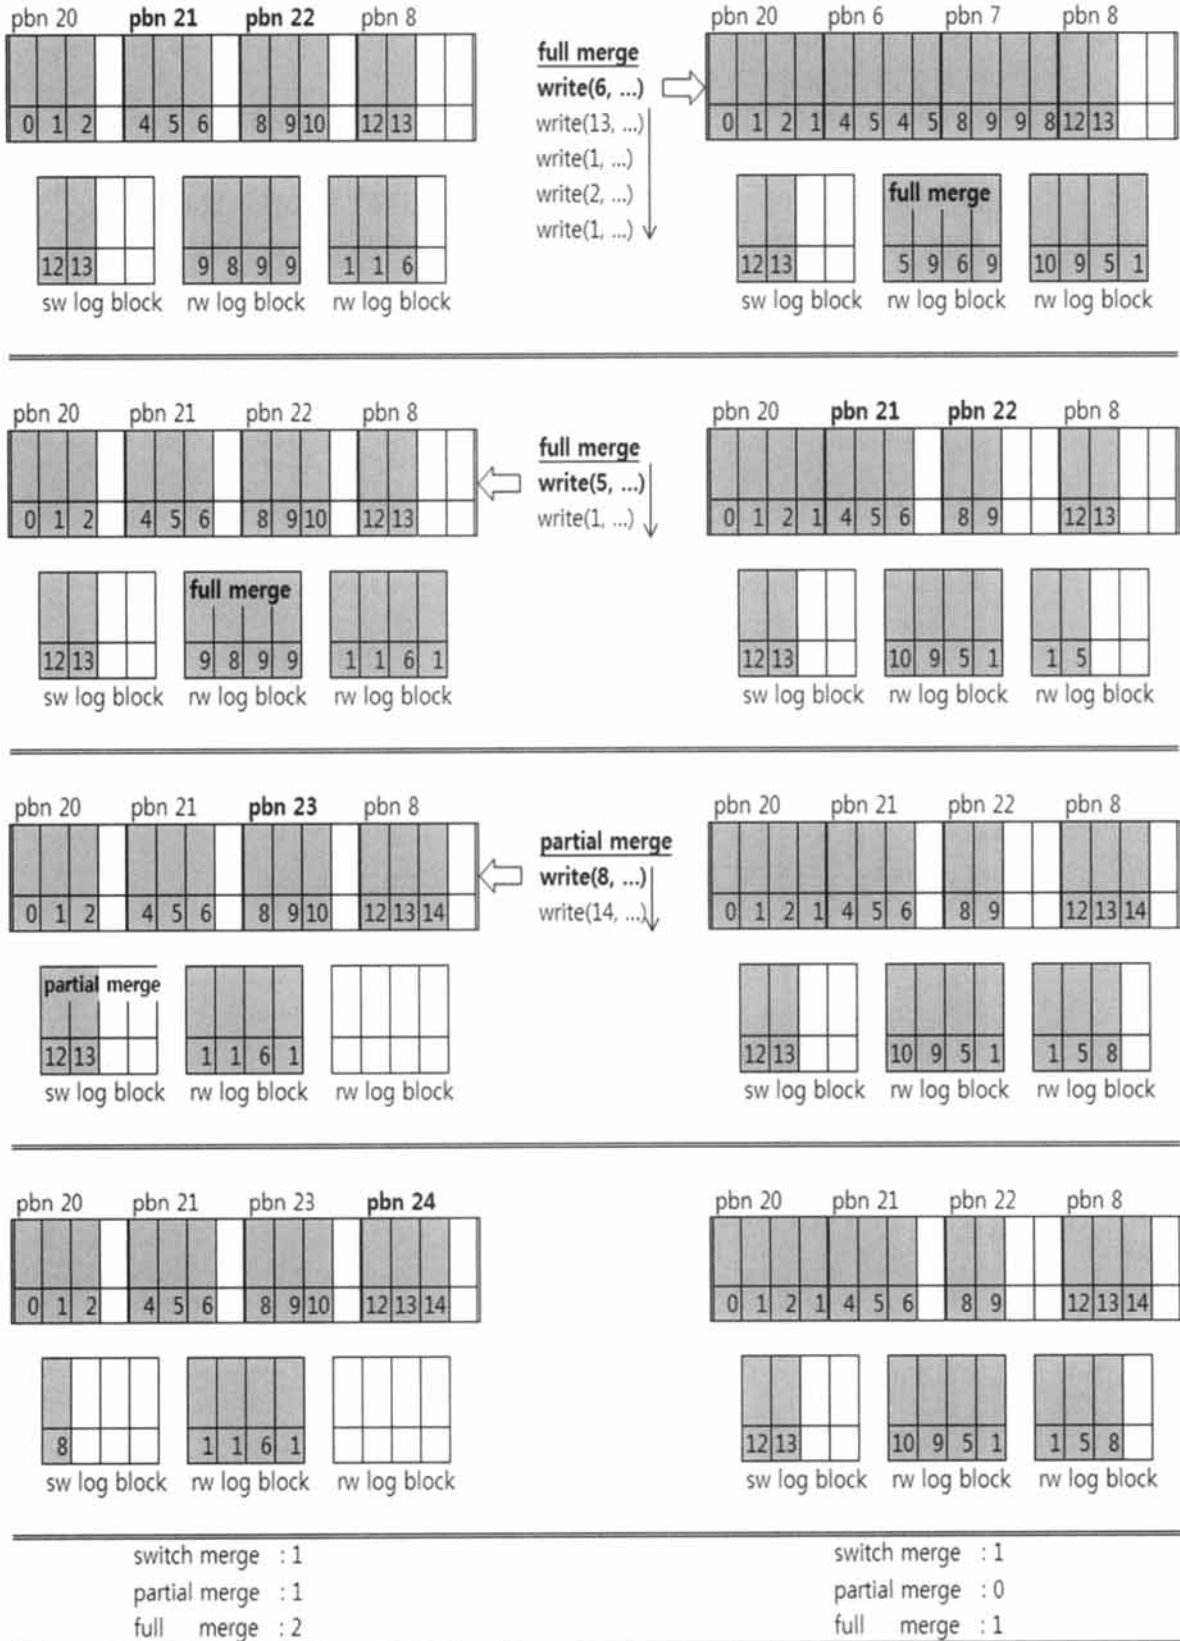 pbn 20 pbn 21 pbn 22 pbn 8
0 1 2 4 5 6 8 9 10 12 13
12 13 9 8 9 9 1 1 6
sw log block rw log block rw log block
full merge
write(6, ...)
write(13, ...)
write(1, ...)
write(2, ...)
write(1, ...)
pbn 20 pbn 6 pbn 7 pbn 8
0 1 2 1 4 5 4 5 8 9 9 8 12 13
full merge
12 13 5 9 6 9 10 9 5 1
sw log block rw log block rw log block
pbn 20 pbn 21 pbn 22 pbn 8
0 1 2 4 5 6 8 9 10 12 13
full merge
12 13 9 8 9 9 1 1 6 1
sw log block rw log block rw log block
full merge
write(5, ...)
write(1, ...)
pbn 20 pbn 21 pbn 22 pbn 8
0 1 2 1 4 5 6 8 9 12 13
12 13 10 9 5 1 1 5
sw log block rw log block rw log block
pbn 20 pbn 21 pbn 23 pbn 8
0 1 2 4 5 6 8 9 10 12 13 14
partial merge
12 13 1 1 6 1
sw log block rw log block rw log block
partial merge
write(8, ...)
write(14, ...)
pbn 20 pbn 21 pbn 22 pbn 8
0 1 2 1 4 5 6 8 9 12 13 14
12 13 10 9 5 1 1 5 8
sw log block rw log block rw log block
pbn 20 pbn 21 pbn 23 pbn 24
0 1 2 4 5 6 8 9 10 12 13 14
8 1 1 6 1
sw log block rw log block rw log block
pbn 20 pbn 21 pbn 22 pbn 8
0 1 2 1 4 5 6 8 9 12 13 14
12 13 10 9 5 1 1 5 8
sw log block rw log block rw log block
switch merge : 1
partial merge : 1
full merge : 2
switch merge : 1
partial merge : 0
full merge : 1